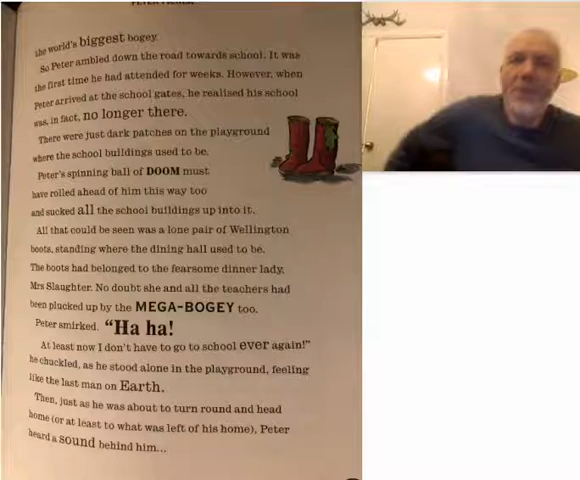 the world's biggest bogey.
So Peter ambled down the road towards school. It was
the first time he had attended for weeks. However, when
Peter arrived at the school gates, he realised his school
was, in fact, no longer there.
There were just dark patches on the playground
where the school buildings used to be.
Peter's spinning ball of DOOM must
have rolled ahead of him this way too
and sucked all the school buildings up into it.
All that could be seen was a lone pair of Wellington
boots, standing where the dining hall used to be.
The boots had belonged to the fearsome dinner lady,
Mrs Slaughter. No doubt she and all the teachers had
been plucked up by the MEGA-BOGEY too.
Peter smirked. "Ha ha!
At least now I don't have to go to school ever again!"
he chuckled, as he stood alone in the playground, feeling
like the last man on Earth.
Then, just as he was about to turn round and head
home (or at least to what was left of his home), Peter
heard a sound behind him...